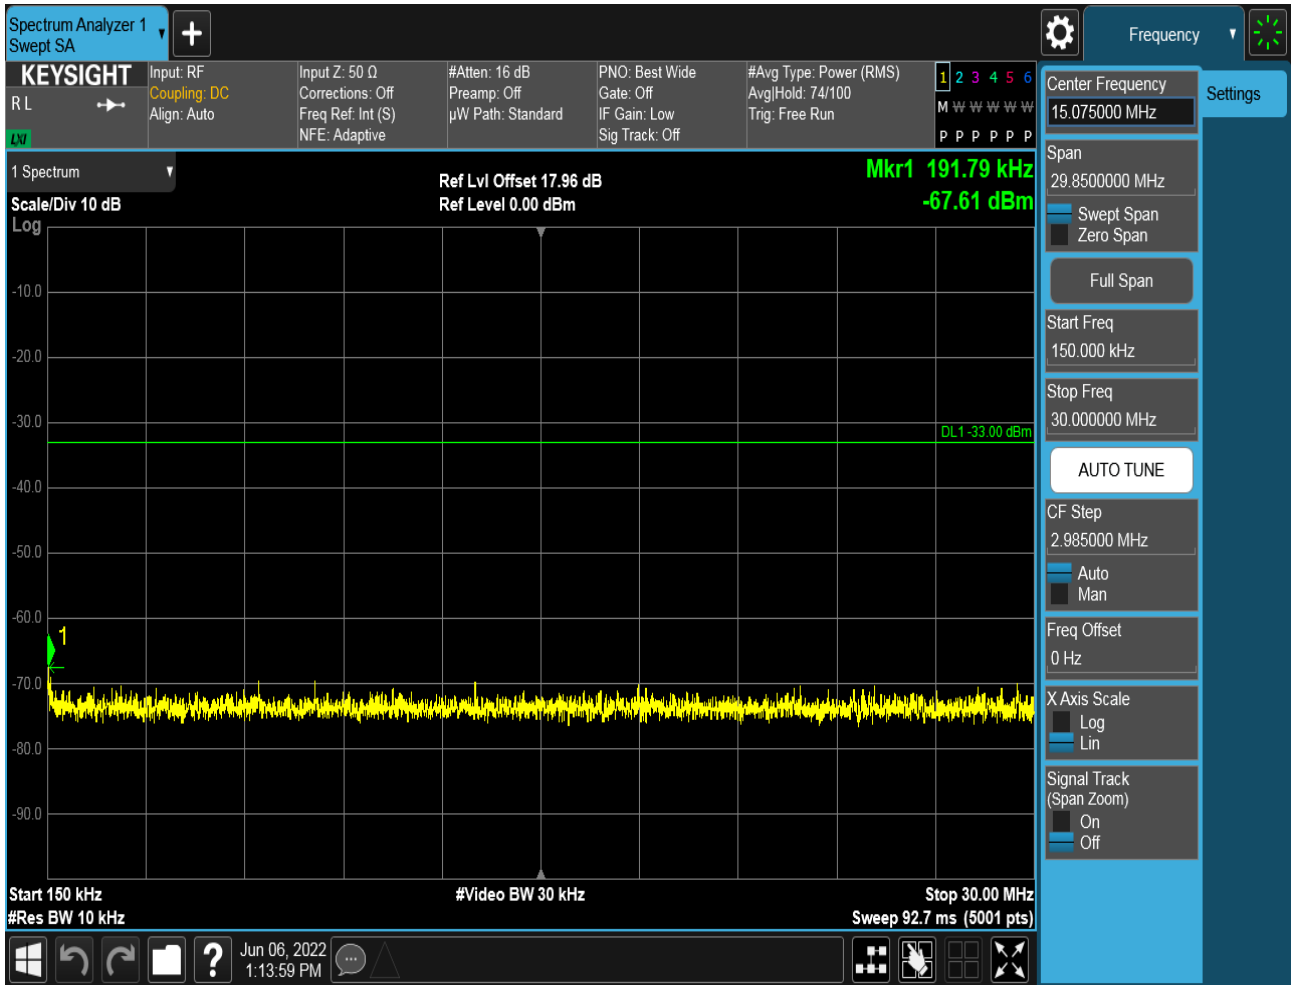 Spectrum Analyzer 1
Swept SA
Frequency
KEYSIGHT
R L
LXI
Input: RF
Coupling: DC
Align: Auto
Input Z: 50 Ω
Corrections: Off
Freq Ref: Int (S)
NFE: Adaptive
#Atten: 16 dB
Preamp: Off
µW Path: Standard
PNO: Best Wide
Gate: Off
IF Gain: Low
Sig Track: Off
#Avg Type: Power (RMS)
Avg|Hold: 74/100
Trig: Free Run
1 2 3 4 5 6
M W W W W W
P P P P P P
1 Spectrum
Scale/Div 10 dB
Log
Ref Lvl Offset 17.96 dB
Ref Level 0.00 dBm
Mkr1 191.79 kHz
-67.61 dBm
-10.0
-20.0
-30.0
DL1 -33.00 dBm
-40.0
-50.0
-60.0
1
-70.0
-80.0
-90.0
Start 150 kHz
#Video BW 30 kHz
Stop 30.00 MHz
#Res BW 10 kHz
Sweep 92.7 ms (5001 pts)
?
Jun 06, 2022
1:13:59 PM
Center Frequency
15.075000 MHz
Settings
Span
29.8500000 MHz
Swept Span
Zero Span
Full Span
Start Freq
150.000 kHz
Stop Freq
30.000000 MHz
AUTO TUNE
CF Step
2.985000 MHz
Auto
Man
Freq Offset
0 Hz
X Axis Scale
Log
Lin
Signal Track
(Span Zoom)
On
Off